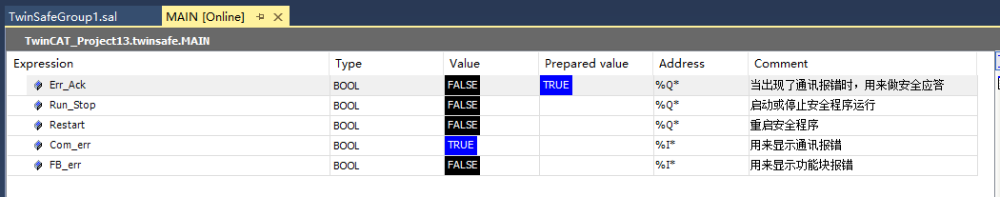 TwinSafeGroup1.sal MAIN [Online]
TwinCAT_Project13.twinsafe.MAIN
Expression Type Value Prepared value Address Comment
Err_Ack BOOL FALSE TRUE %Q* 当出现了通讯报错时，用来做安全应答
Run_Stop BOOL FALSE %Q* 启动或停止安全程序运行
Restart BOOL FALSE %Q* 重启安全程序
Com_err BOOL TRUE %I* 用来显示通讯报错
FB_err BOOL FALSE %I* 用来显示功能块报错